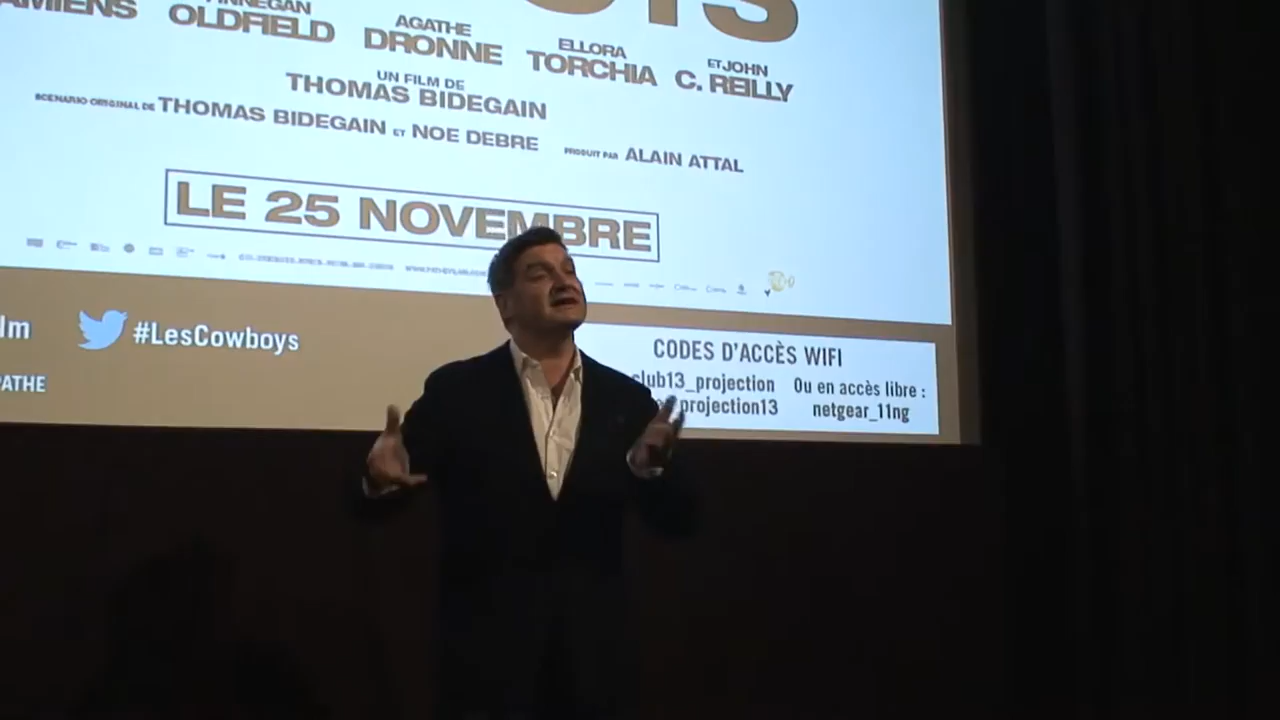 AMIENS
OLDFIELD
AGATHE
DRONNE
ELLORA
TORCHIA
ET JOHN
C. REILLY
UN FILM DE
THOMAS BIDEGAIN
SCENARIO ORIGINAL DE THOMAS BIDEGAIN ET NOE DEBRE
PRODUIT PAR ALAIN ATTAL
LE 25 NOVEMBRE
lm
#LesCowboys
PATHE
CODES D'ACCÈS WIFI
club13_projection
projection13
Ou en accès libre :
netgear_11ng